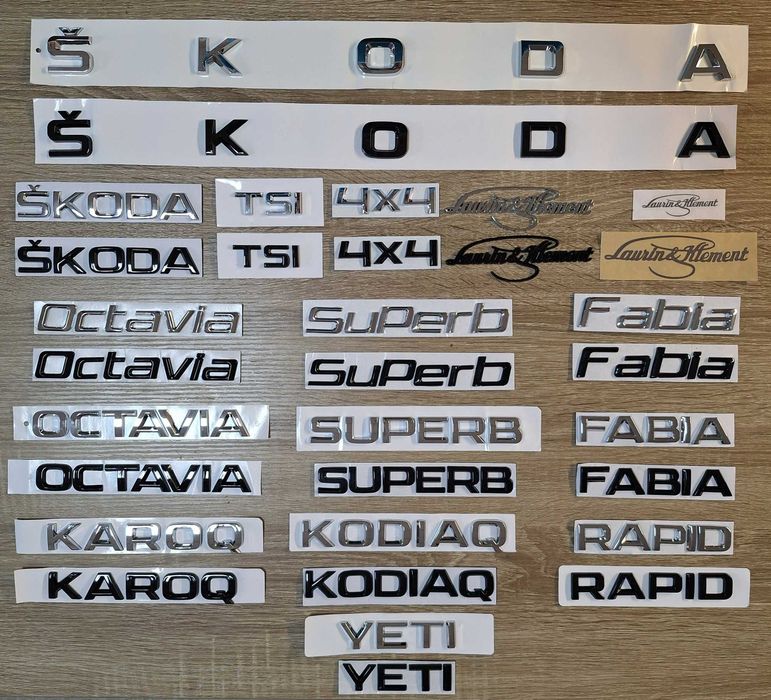 Š K O D A
Š K O D A
ŠKODA TSI 4x4 Laurin & Klement Laurin & Klement
ŠKODA TSI 4x4 Laurin & Klement Laurin & Klement
Octavia SuPerb Fabia
Octavia SuPerb Fabia
OCTAVIA SUPERB FABIA
OCTAVIA SUPERB FABIA
KAROQ KODIAQ RAPID
KAROQ KODIAQ RAPID
YETI
YETI